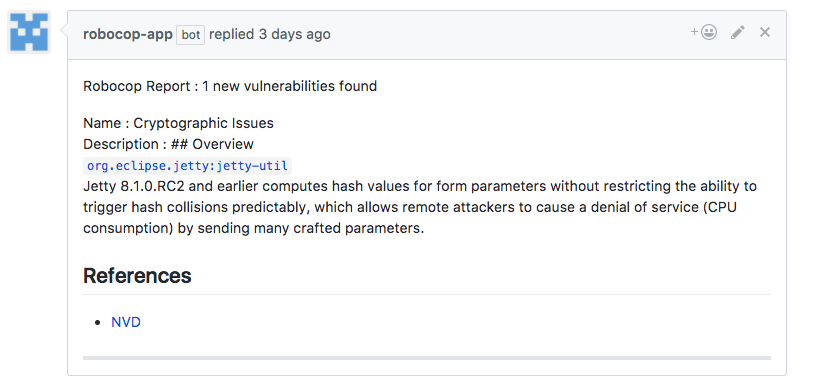 robocop-app bot replied 3 days ago
Robocop Report : 1 new vulnerabilities found
Name : Cryptographic Issues
Description : ## Overview
org.eclipse.jetty:jetty-util
Jetty 8.1.0.RC2 and earlier computes hash values for form parameters without restricting the ability to
trigger hash collisions predictably, which allows remote attackers to cause a denial of service (CPU
consumption) by sending many crafted parameters.
References
• NVD